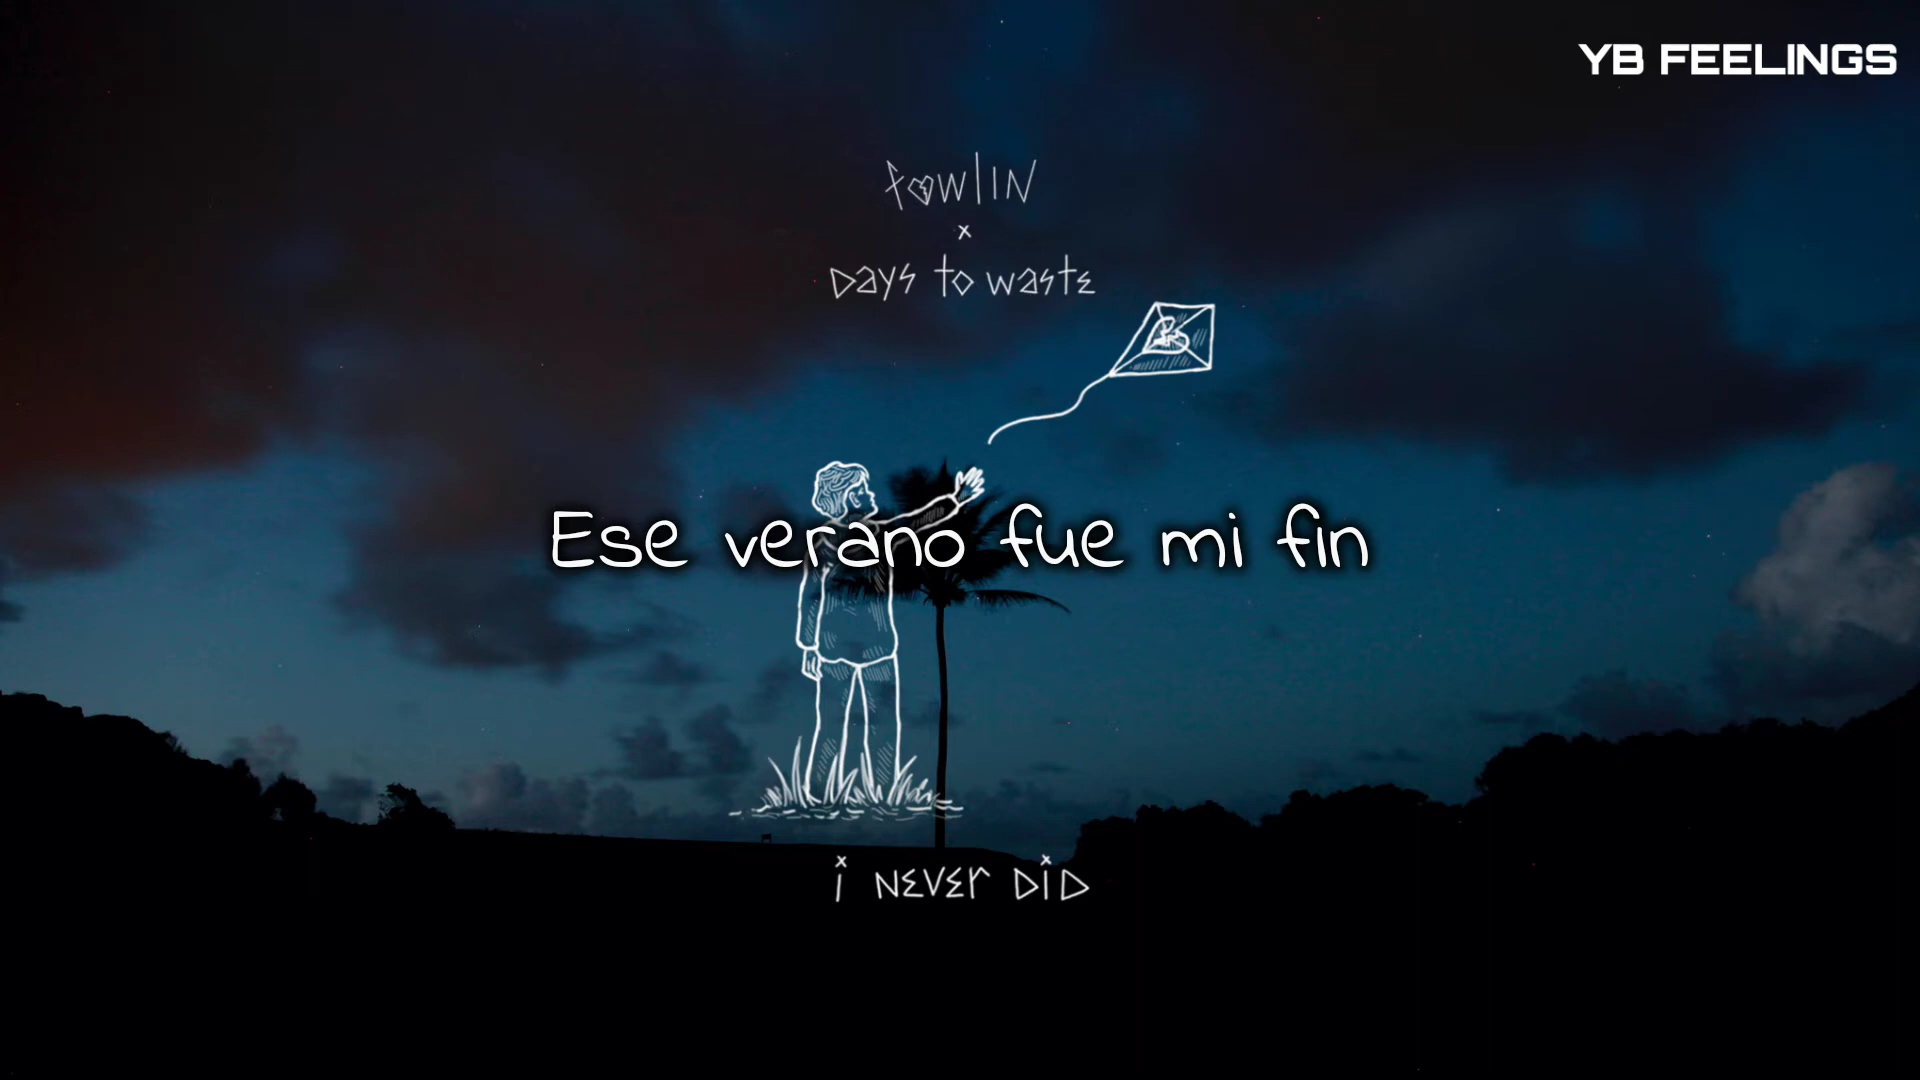 YB FEELINGS
fowlIN
x
Days to waste
Ese verano fue mi fin
i NEVEr DiD